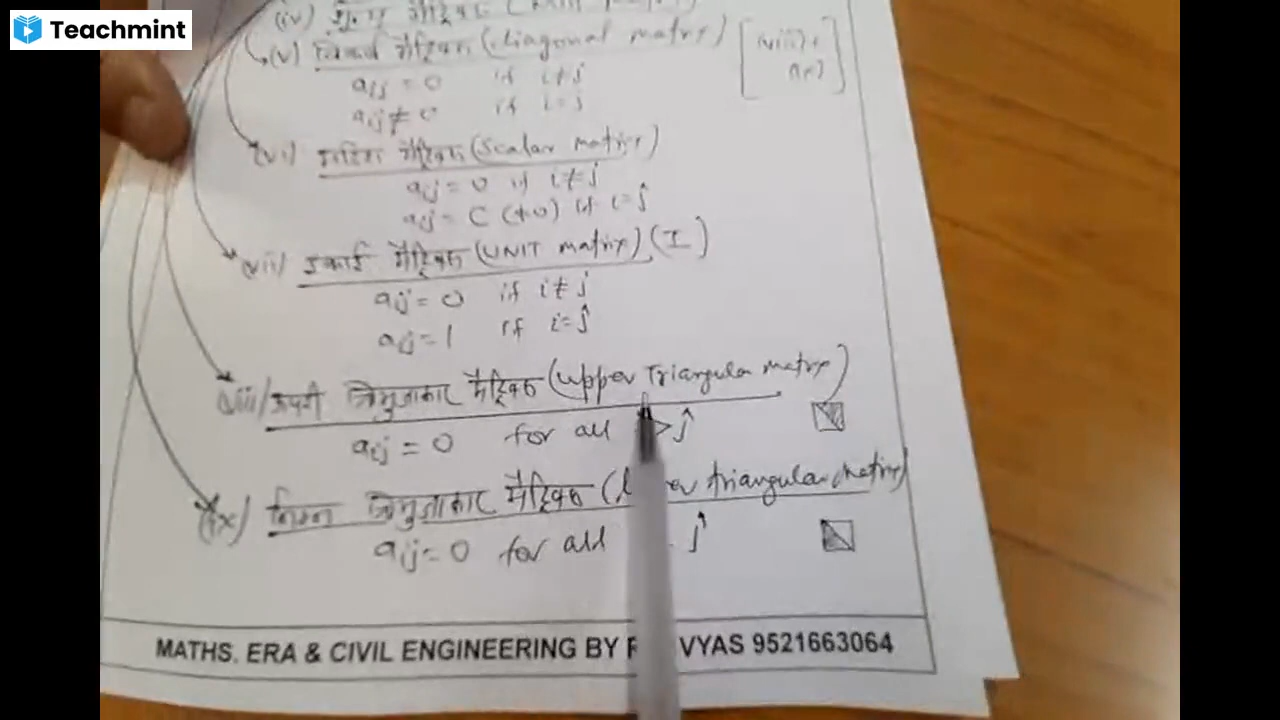 Teachmint
(iv) शून्य मैट्रिक्स (
(v) विकर्ण मैट्रिक्स (diagonal matrix)
aij = 0 if i≠j
aij ≠ 0 if i=j
(vi) अदिश मैट्रिक्स (Scalar matrix)
aij = 0 if i≠j
aij = C (≠0) if i=j
(vii) इकाई मैट्रिक्स (UNIT matrix) (I)
aij = 0 if i≠j
aij = 1 if i=j
(viii) ऊपरी त्रिभुजाकार मैट्रिक्स (upper Triangular matrix)
aij = 0 for all > j
(ix) निम्न त्रिभुजाकार मैट्रिक्स (triangular matrix)
aij = 0 for all j
MATHS. ERA & CIVIL ENGINEERING BY VYAS 9521663064